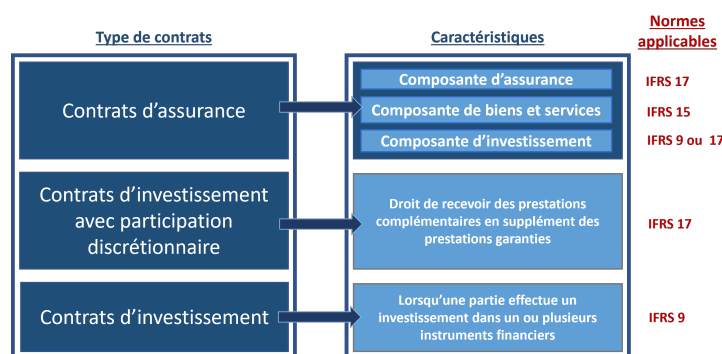 Type de contrats
Caractéristiques
Normes
applicables
Contrats d’assurance
Composante d’assurance
IFRS 17
Composante de biens et services
IFRS 15
Composante d’investissement
IFRS 9 ou 17
Contrats d’investissement
avec participation
discrétionnaire
Droit de recevoir des prestations
complémentaires en supplément des
prestations garanties
IFRS 17
Contrats d’investissement
Lorsqu’une partie effectue un
investissement dans un ou plusieurs
instruments financiers
IFRS 9